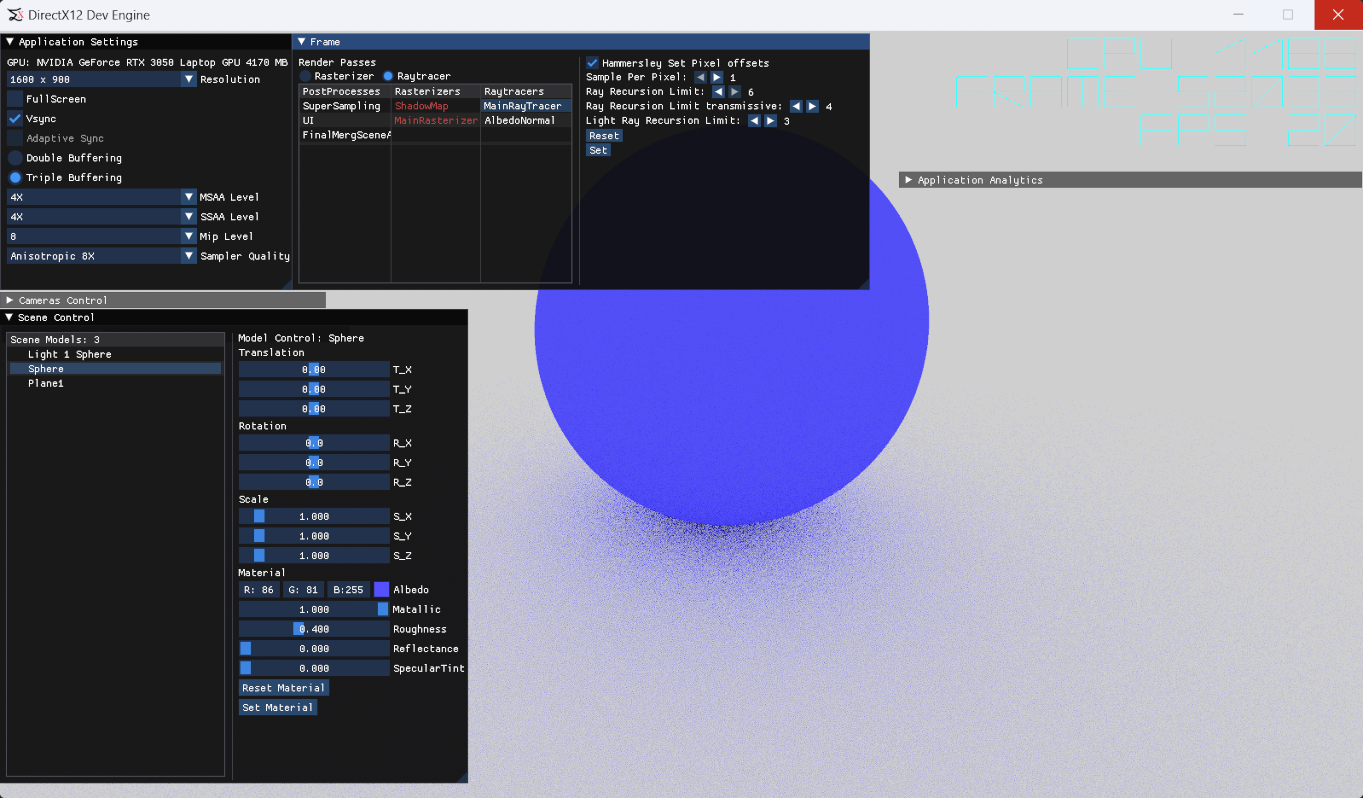 DirectX12 Dev Engine
Application Settings
GPU: NVIDIA GeForce RTX 3050 Laptop GPU 4170 MB
1600 x 900 Resolution
FullScreen
Vsync
Adaptive Sync
Double Buffering
Triple Buffering
4X MSAA Level
4X SSAA Level
8 Mip Level
Anisotropic 8X Sampler Quality
Frame
Render Passes
Rasterizer Raytracer
PostProcesses Rasterizers Raytracers
SuperSampling ShadowMap MainRayTracer
UI MainRasterizer AlbedoNormal
FinalMergSceneA
Hammersley Set Pixel offsets
Sample Per Pixel: 1
Ray Recursion Limit: 6
Ray Recursion Limit transmissive: 4
Light Ray Recursion Limit: 3
Reset
Set
Application Analytics
Cameras Control
Scene Control
Scene Models: 3
Light 1 Sphere
Sphere
Plane1
Model Control: Sphere
Translation
0.00 T_X
0.00 T_Y
0.00 T_Z
Rotation
0.0 R_X
0.0 R_Y
0.0 R_Z
Scale
1.000 S_X
1.000 S_Y
1.000 S_Z
Material
R: 86 G: 81 B:255 Albedo
1.000 Matallic
0.400 Roughness
0.000 Reflectance
0.000 SpecularTint
Reset Material
Set Material